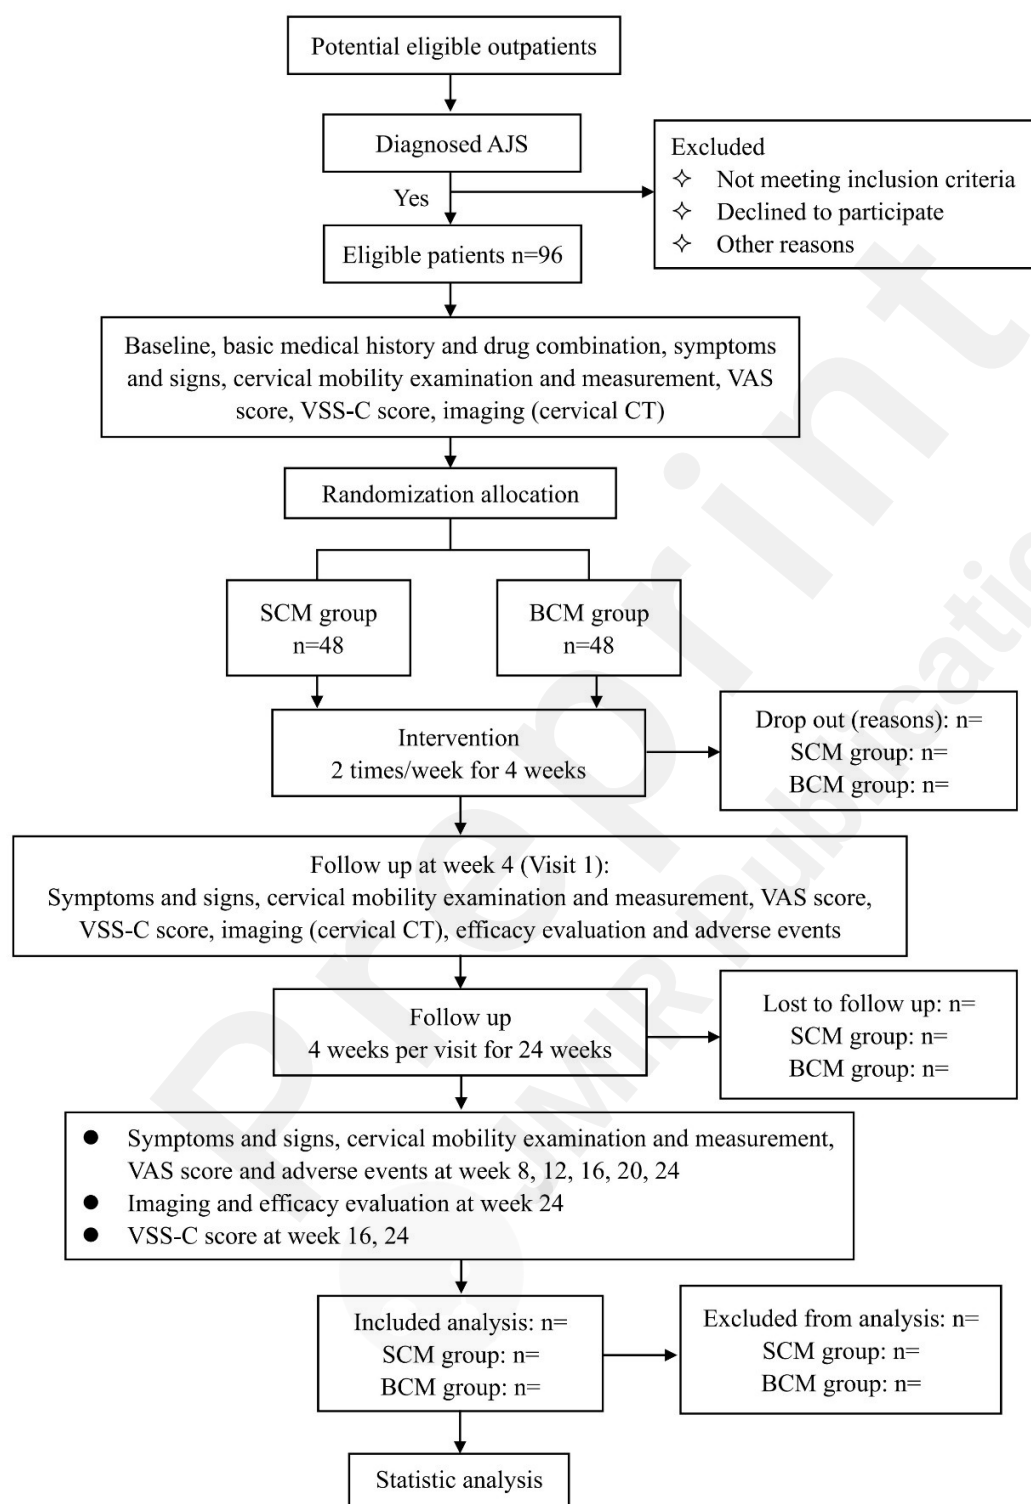 Potential eligible outpatients
Diagnosed AJS
Yes
Excluded
✧ Not meeting inclusion criteria
✧ Declined to participate
✧ Other reasons
Eligible patients n=96
Baseline, basic medical history and drug combination, symptoms
and signs, cervical mobility examination and measurement, VAS
score, VSS-C score, imaging (cervical CT)
Randomization allocation
SCM group
n=48
BCM group
n=48
Intervention
2 times/week for 4 weeks
Drop out (reasons): n=
SCM group: n=
BCM group: n=
Follow up at week 4 (Visit 1):
Symptoms and signs, cervical mobility examination and measurement, VAS score,
VSS-C score, imaging (cervical CT), efficacy evaluation and adverse events
Follow up
4 weeks per visit for 24 weeks
Lost to follow up: n=
SCM group: n=
BCM group: n=
● Symptoms and signs, cervical mobility examination and measurement,
VAS score and adverse events at week 8, 12, 16, 20, 24
● Imaging and efficacy evaluation at week 24
● VSS-C score at week 16, 24
Included analysis: n=
SCM group: n=
BCM group: n=
Excluded from analysis: n=
SCM group: n=
BCM group: n=
Statistic analysis
Preprint
JMIR Publicatio